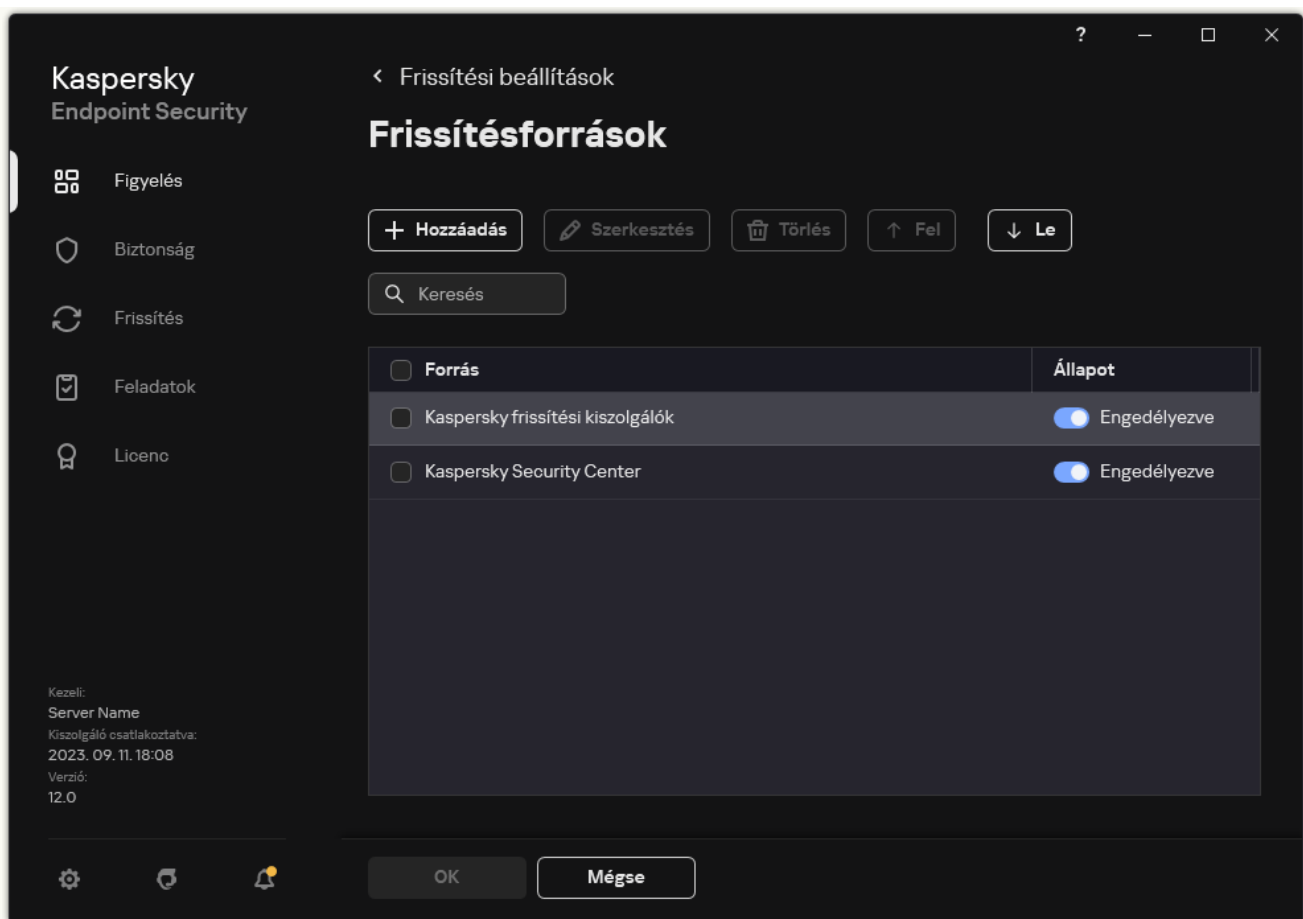 ?
Kaspersky
Endpoint Security
Figyelés
Biztonság
Frissítés
Feladatok
Licenc
Kezeli:
Server Name
Kiszolgáló csatlakoztatva:
2023. 09. 11. 18:08
Verzió:
12.0
Frissítési beállítások
Frissítésforrások
Hozzáadás Szerkesztés Törlés Fel Le
Keresés
Forrás Állapot
Kaspersky frissítési kiszolgálók Engedélyezve
Kaspersky Security Center Engedélyezve
OK Mégse